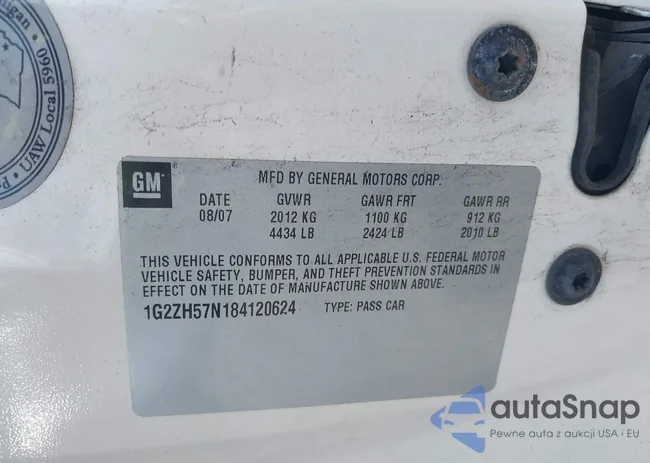 igan
UAW Local 5960
GM
MFD BY GENERAL MOTORS CORP.
DATE GVWR GAWR FRT GAWR RR
08/07 2012 KG 1100 KG 912 KG
4434 LB 2424 LB 2010 LB
THIS VEHICLE CONFORMS TO ALL APPLICABLE U.S. FEDERAL MOTOR
VEHICLE SAFETY, BUMPER, AND THEFT PREVENTION STANDARDS IN
EFFECT ON THE DATE OF MANUFACTURE SHOWN ABOVE.
1G2ZH57N184120624 TYPE: PASS CAR
autaSnap
Pewne auta z aukcji USA i EU